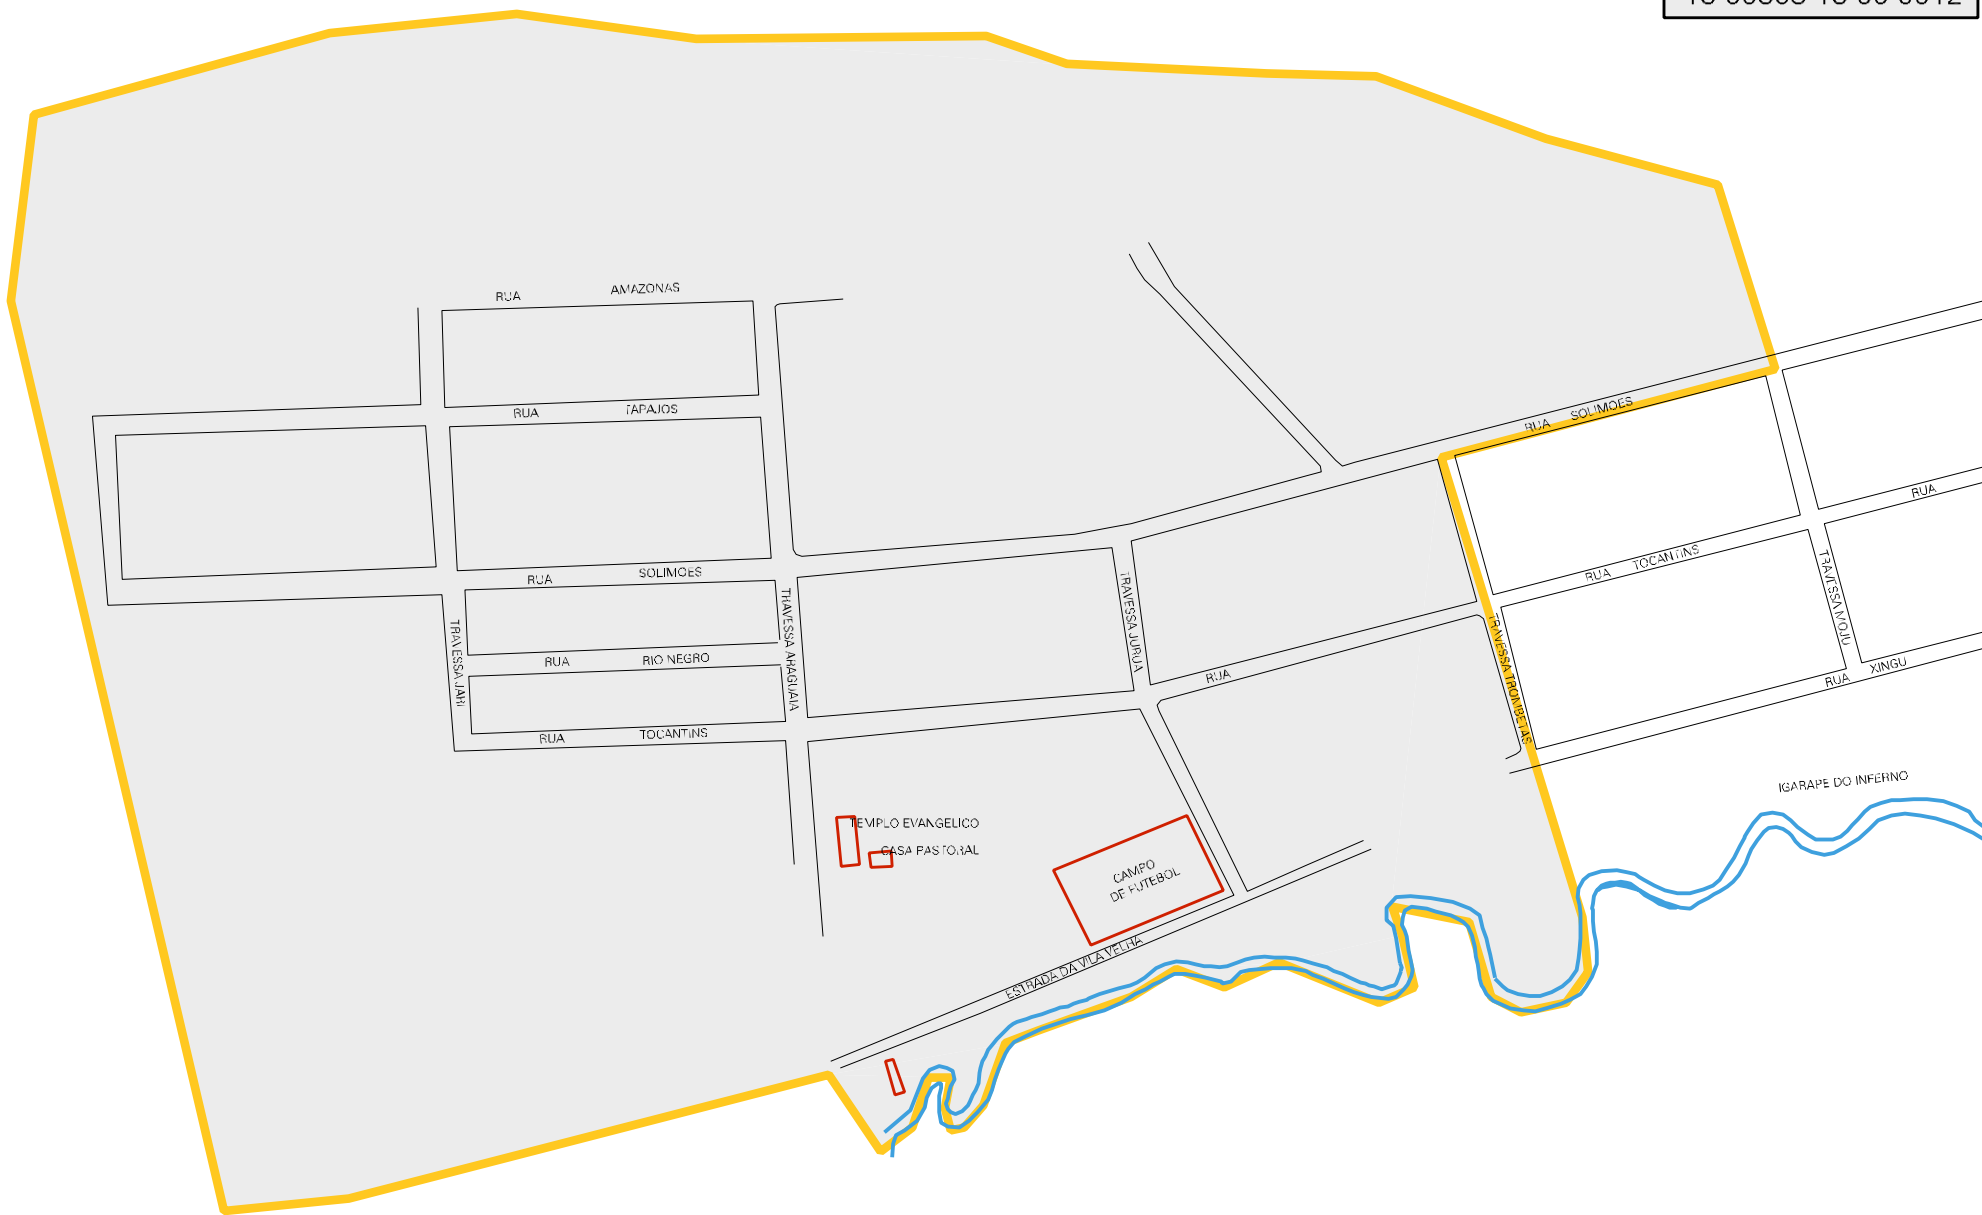 RUA AMAZONAS
RUA TAPAJOS
RUA SOLIMOES
RUA
RUA TOCANTINS
RUA SOLIMOES
TRAVESSA JARI
TRAVESSA ARAGUAIA
TRAVESSA JURUA
TRAVESSA TROMBETAS
TRAVESSA MOJU
RUA RIO NEGRO
RUA
RUA XINGU
RUA TOCANTINS
IGARAPE DO INFERNO
TEMPLO EVANGELICO
CASA PASTORAL
CAMPO
DE FUTEBOL
ESTRADA DA VILA VELHA